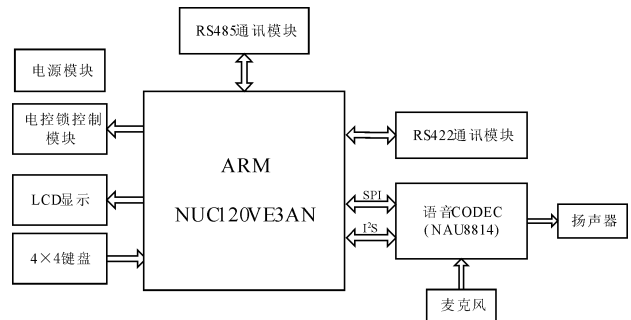 RS485通讯模块
电源模块
电控锁控制
模块
ARM
NUC120VE3AN
RS422通讯模块
LCD显示
SPI
语音CODEC
(NAU8814)
扬声器
I²S
4×4键盘
麦克风